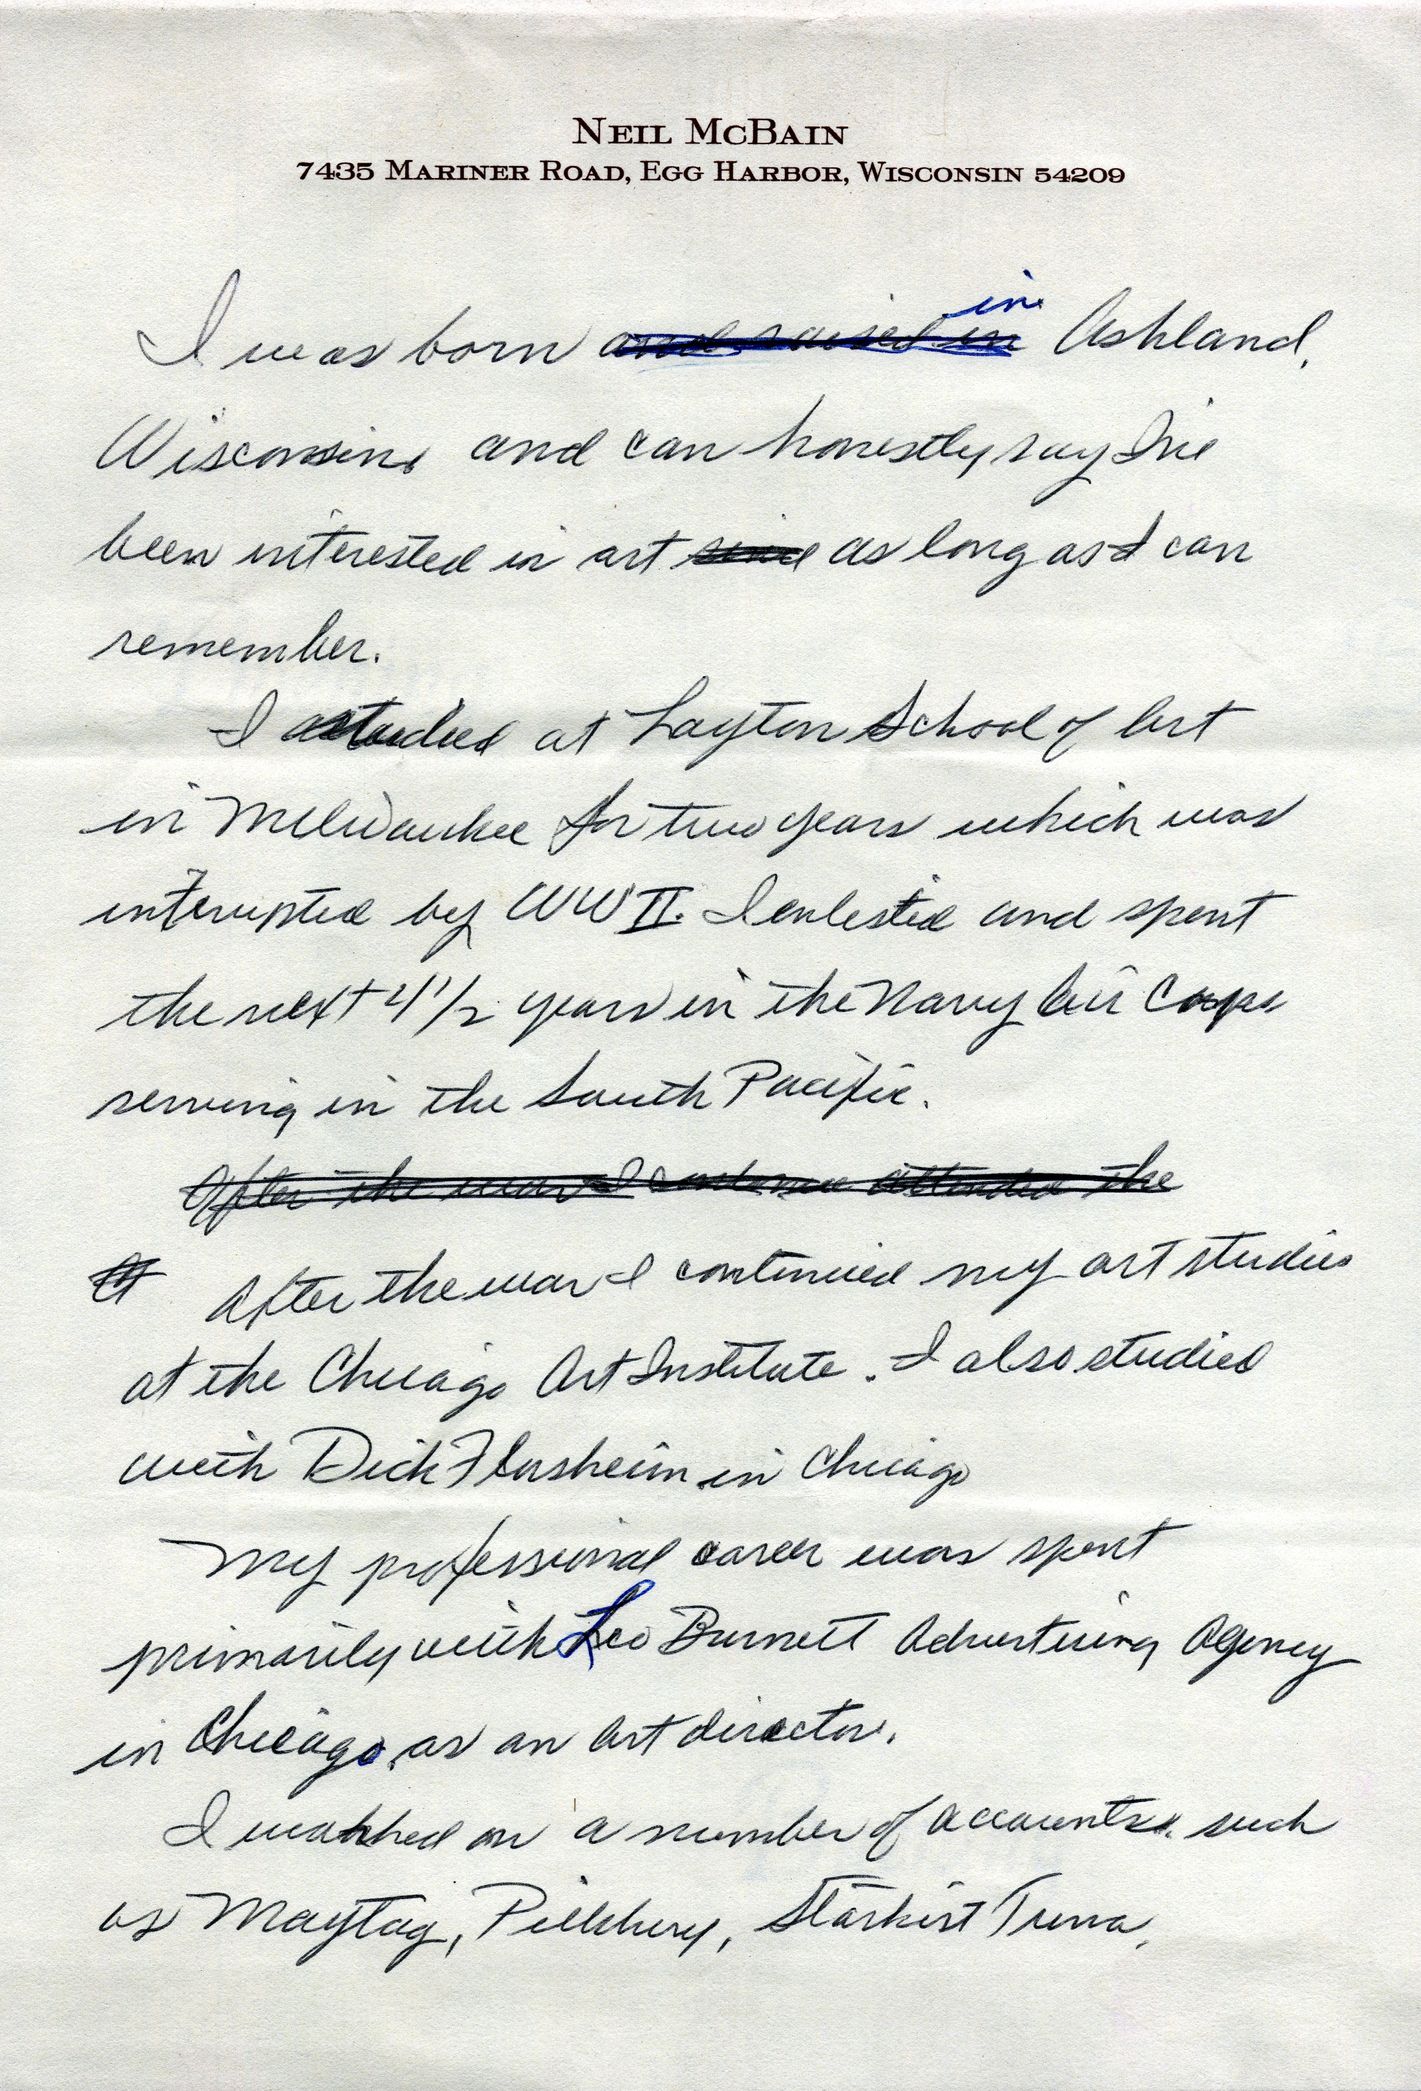 NEIL MCBAIN
7435 MARINER ROAD, EGG HARBOR, WISCONSIN 54209
in
I was born and raised in Ashland,
Wisconsin, and can honestly say I've
been interested in art since as long as I can
remember.
I studied at Layton School of Art
in Milwaukee for two years which was
interupted by WW II. I enlisted and spent
the next 4 1/2 years in the Navy Air Corps
serving in the South Pacific.
After the war I attended the
After the war I continued my art studies
at the Chicago Art Institute. I also studied
with Dick Florsheim in Chicago
My professional career was spent
primarily with Leo Burnett Advertising Agency
in Chicago, as an Art director.
I worked on a number of accounts such
as Maytag, Pillsbury, Starkist Tuna,